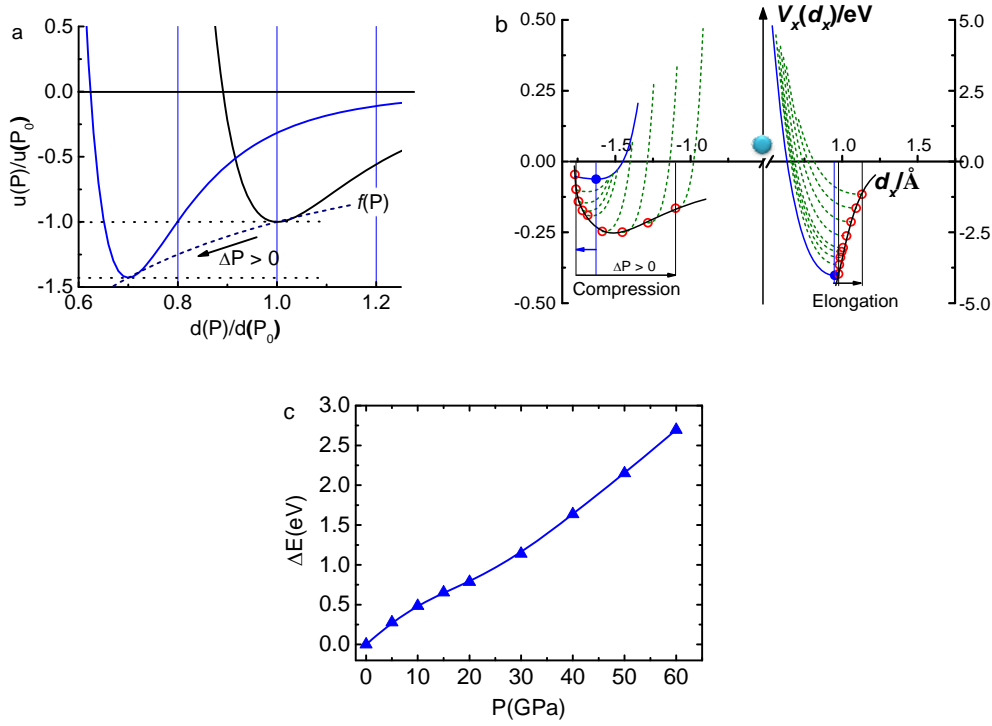 a
u(P)/u(P₀)
0.0
-0.5
-1.0
-1.5
f(P)
ΔP > 0
0.6 0.8 1.0 1.2
d(P)/d(P₀)
b
Vₓ(dₓ)/eV
0.50
0.25
0.00
-0.25
-0.50
5.0
2.5
0.0
-2.5
-5.0
-1.5 -1.0 1.0 1.5
dₓ/Å
ΔP > 0
Compression
Elongation
c
ΔE(eV)
3.0
2.5
2.0
1.5
1.0
0.5
0.0
0 10 20 30 40 50 60
P(GPa)